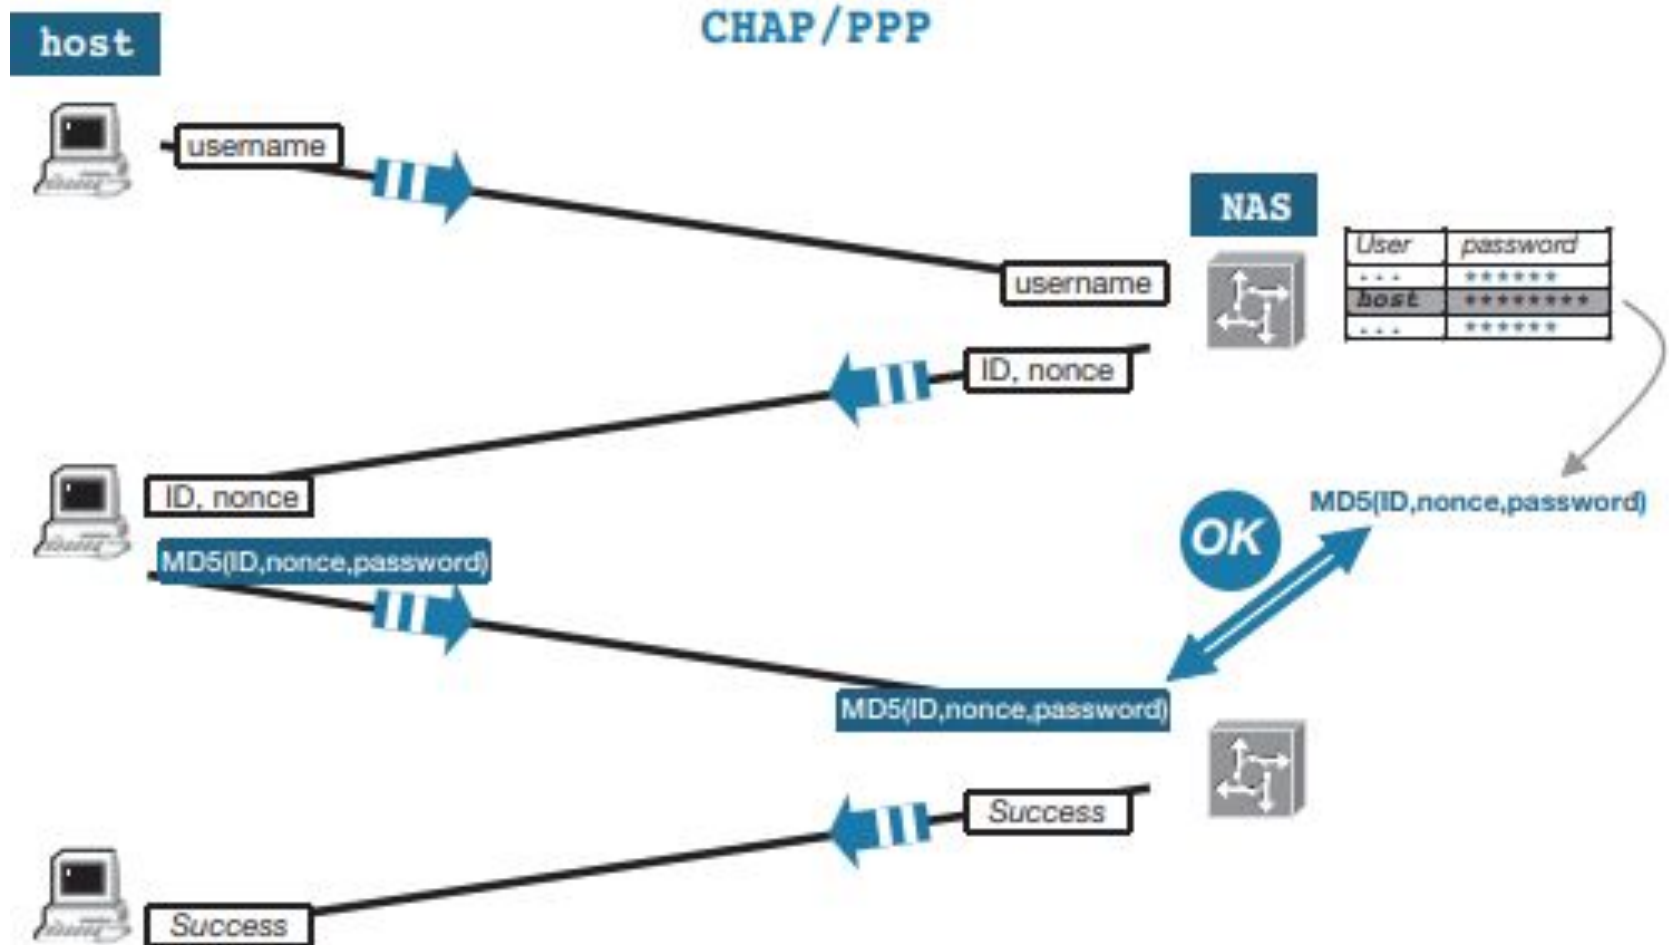 CHAP/PPP
host
username
NAS
User password
... ******
host ********
... ******
username
ID, nonce
ID, nonce
MD5(ID,nonce,password)
OK
MD5(ID,nonce,password)
MD5(ID,nonce,password)
Success
Success